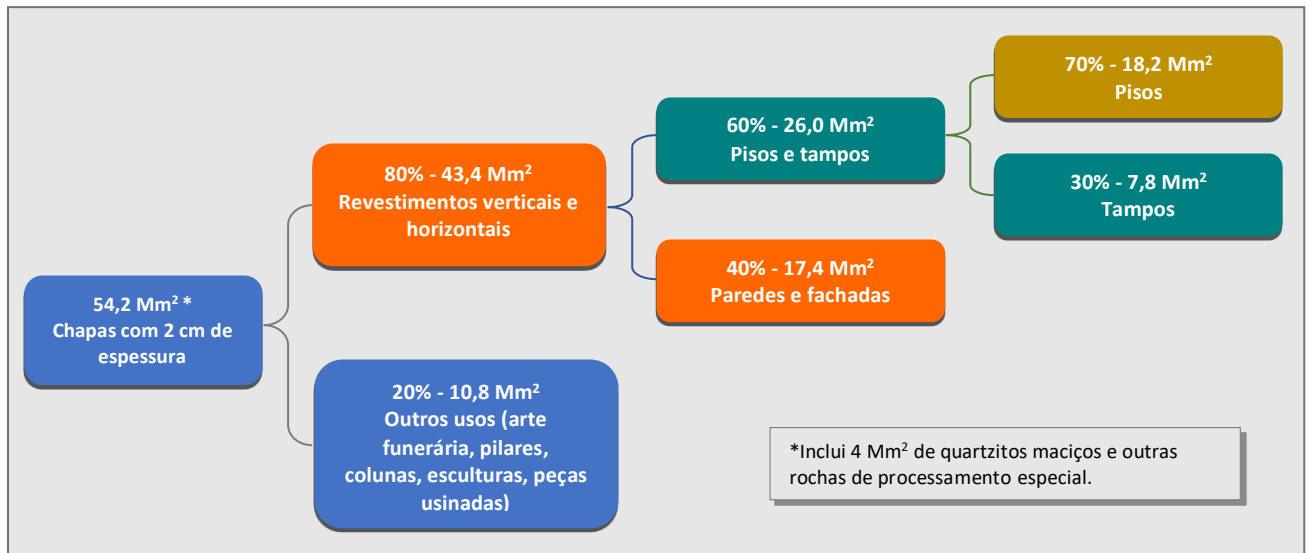 70% - 18,2 Mm²
Pisos
60% - 26,0 Mm²
Pisos e tampos
80% - 43,4 Mm²
Revestimentos verticais e
horizontais
30% - 7,8 Mm²
Tampos
40% - 17,4 Mm²
Paredes e fachadas
54,2 Mm² *
Chapas com 2 cm de
espessura
20% - 10,8 Mm²
Outros usos (arte
funerária, pilares,
colunas, esculturas, peças
usinadas)
*Inclui 4 Mm² de quartzitos maciços e outras
rochas de processamento especial.